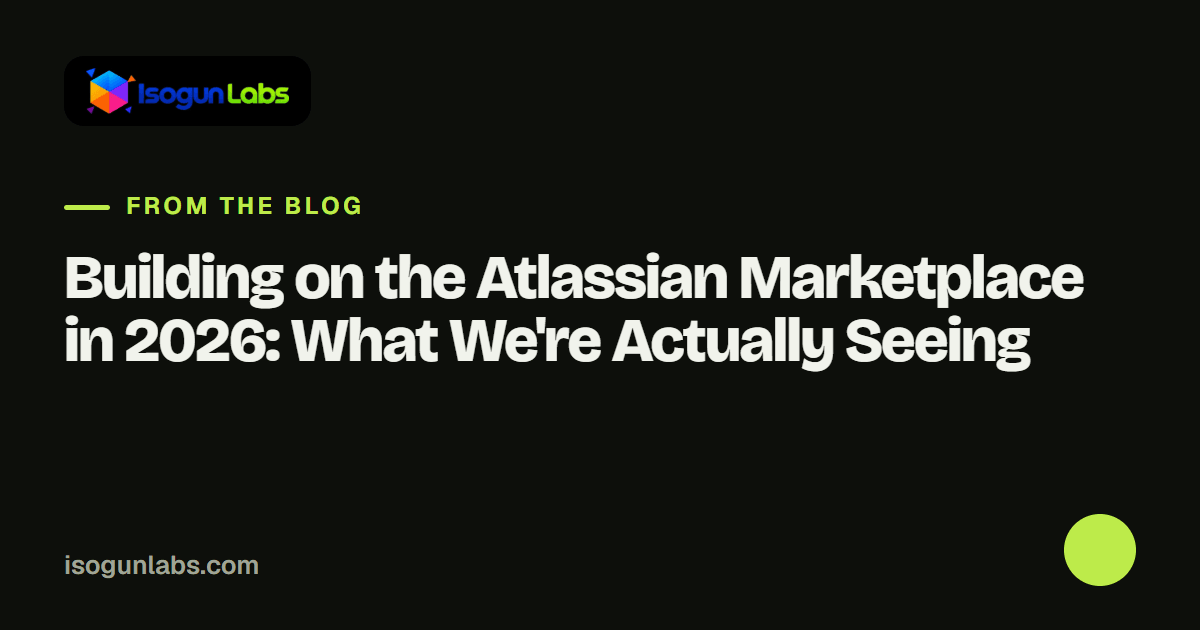 Isogun Labs
FROM THE BLOG
Building on the Atlassian Marketplace
in 2026: What We're Actually Seeing
isogunlabs.com